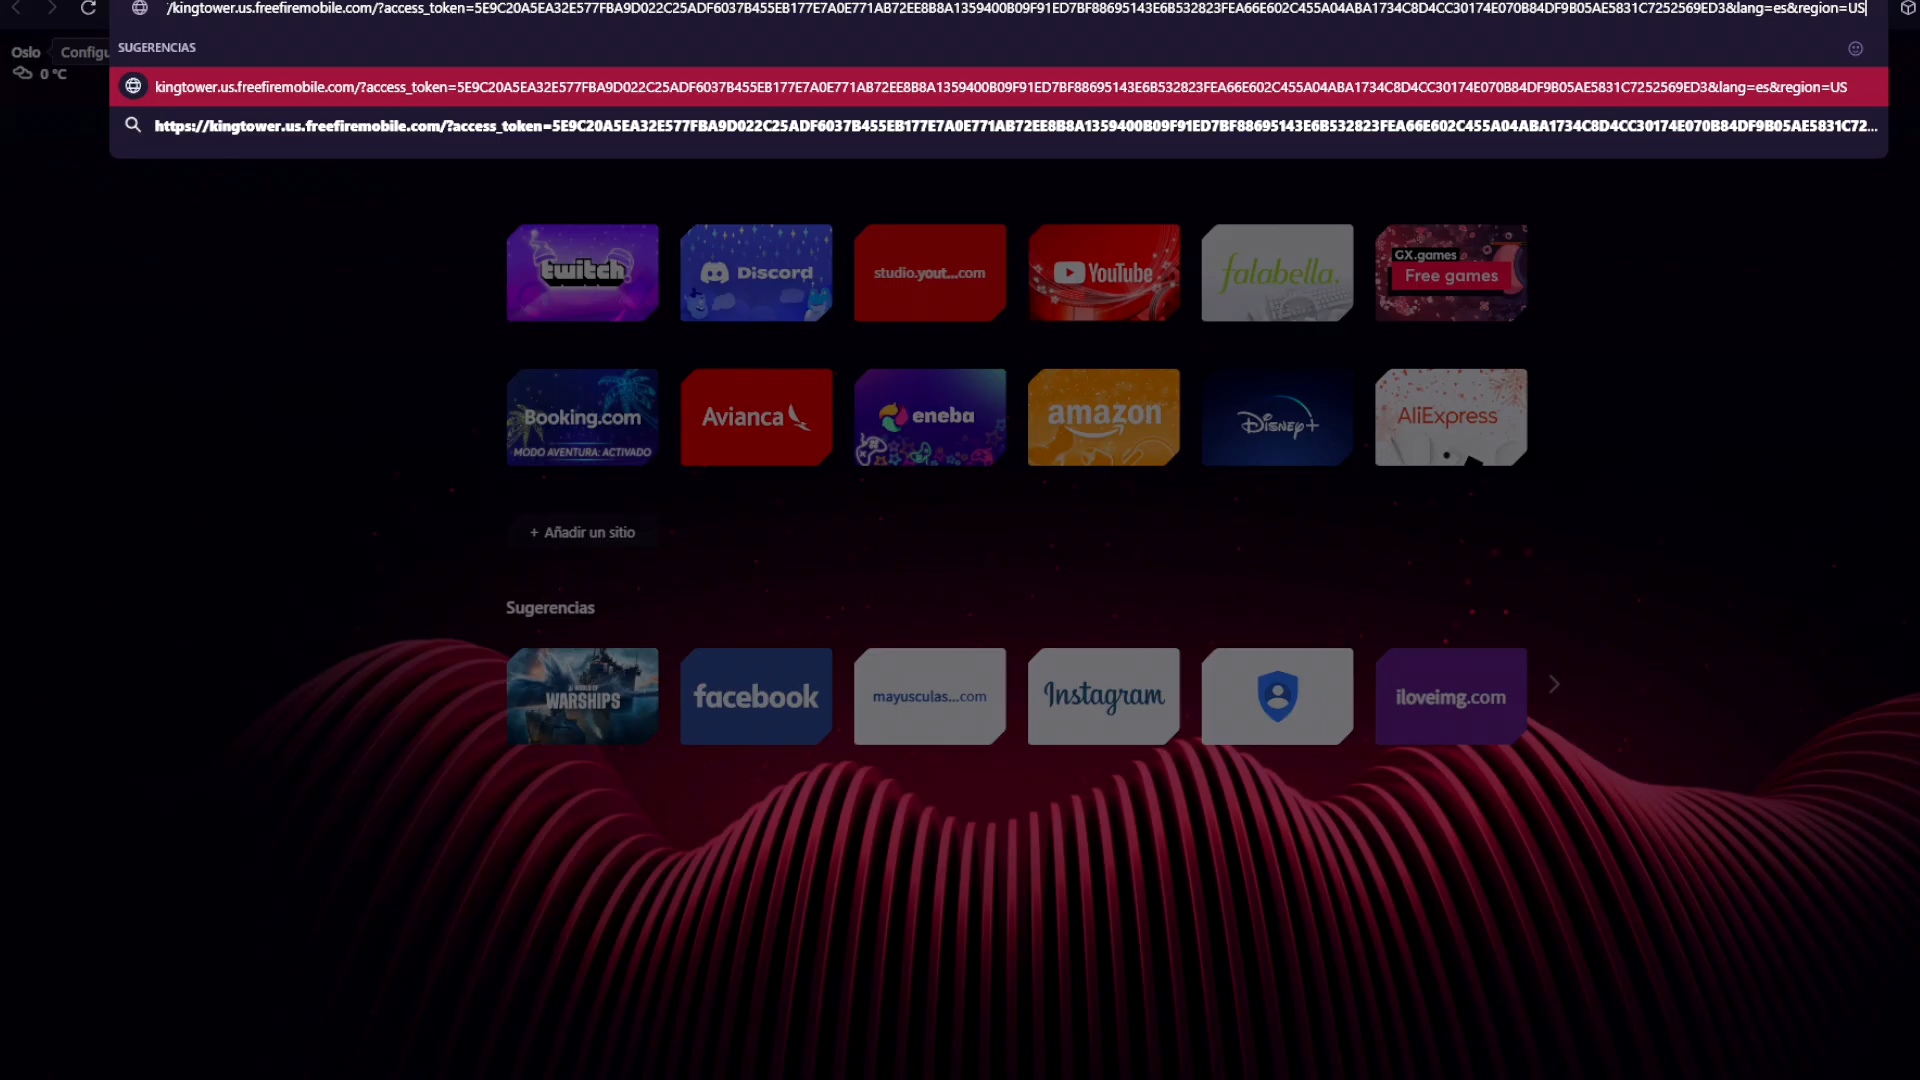 /kingtower.us.freefiremobile.com/?access_token=5E9C20A5EA32E577FBA9D022C25ADF6037B455EB177E7A0E771AB72EE8B8A1359400B09F91ED7BF88695143E6B532823FEA66E602C455A04ABA1734C8D4CC30174E070B84DF9B05AE5831C7252569ED3&lang=es&region=US
Oslo
Configu
0 °C
SUGERENCIAS
kingtower.us.freefiremobile.com/?access_token=5E9C20A5EA32E577FBA9D022C25ADF6037B455EB177E7A0E771AB72EE8B8A1359400B09F91ED7BF88695143E6B532823FEA66E602C455A04ABA1734C8D4CC30174E070B84DF9B05AE5831C7252569ED3&lang=es&region=US
https://kingtower.us.freefiremobile.com/?access_token=5E9C20A5EA32E577FBA9D022C25ADF6037B455EB177E7A0E771AB72EE8B8A1359400B09F91ED7BF88695143E6B532823FEA66E602C455A04ABA1734C8D4CC30174E070B84DF9B05AE5831C72...
twitch
Discord
studio.yout...com
YouTube
falabella.
GX.games
Free games
Booking.com
MODO AVENTURA: ACTIVADO
Avianca
eneba
amazon
Disney+
AliExpress
+ Añadir un sitio
Sugerencias
WORLD OF
WARSHIPS
facebook
mayusculas...com
Instagram
iloveimg.com